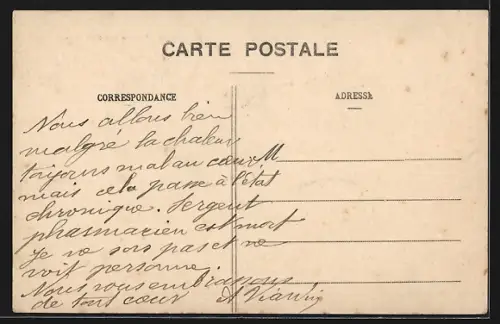 CARTE POSTALE
CORRESPONDANCE
ADRESSE
Nous allons bien
malgré la chaleur
toujours mal au cœur
M
mais cela passe à l'état
chronique. Sergent
pharmacien est mort
Je ne sors pas et ne
voit personne.
Nous vous embrassons
de tout cœur